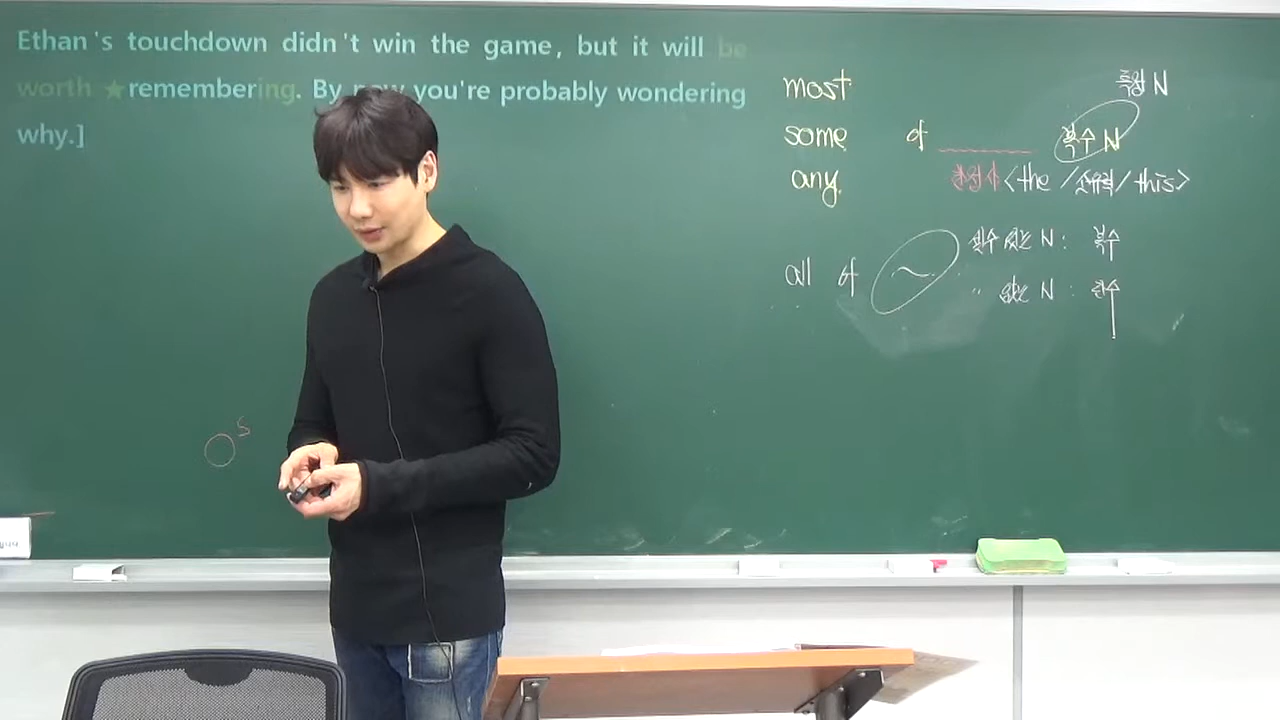 Ethan's touchdown didn't win the game, but it will be
worth ★remembering. By now you're probably wondering
why.]
most 특정 N
some of 복수 N
any. 한정사<the /소유격/ this>
all of ~ 셀수 있는 N : 복수
〃 없는 N : 단수
S